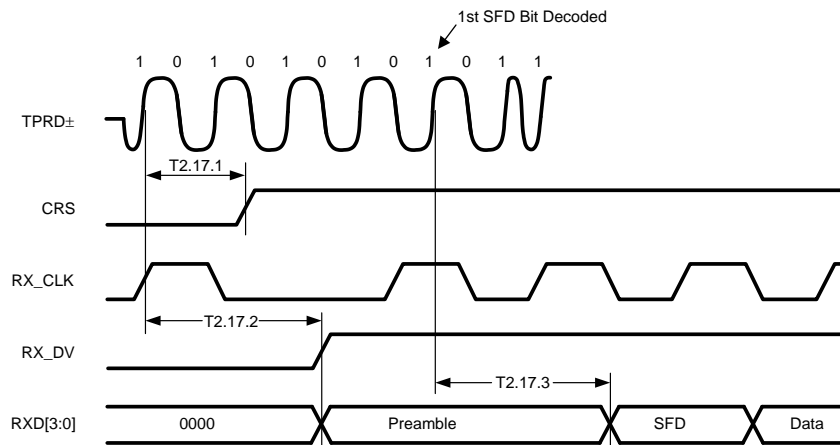 1st SFD Bit Decoded
1 0 1 0 1 0 1 0 1 0 1 1
TPRD±
T2.17.1
CRS
RX_CLK
T2.17.2
RX_DV
T2.17.3
RXD[3:0] 0000 Preamble SFD Data